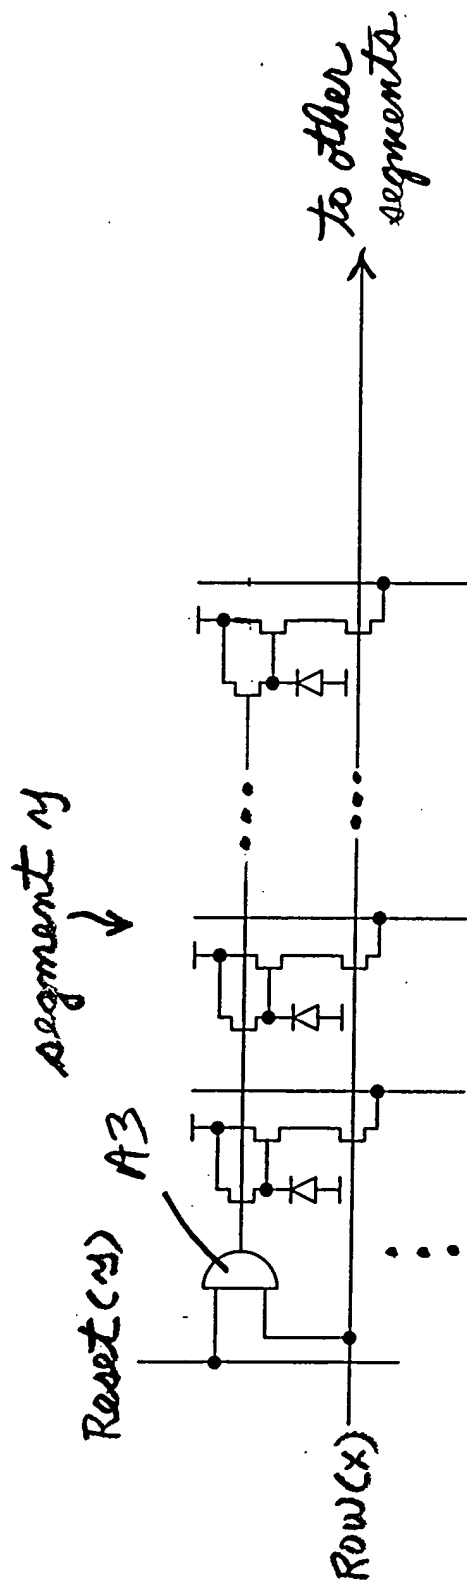 segment y
A3
Reset(y)
ROW(x)
to other
segments